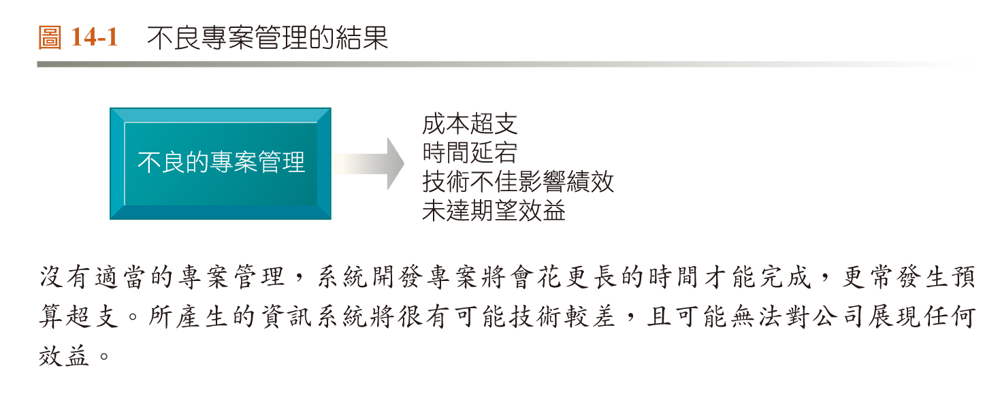 圖 14-1 不良專案管理的結果
不良的專案管理
成本超支
時間延宕
技術不佳影響績效
未達期望效益
沒有適當的專案管理，系統開發專案將會花更長的時間才能完成，更常發生預
算超支。所產生的資訊系統將很有可能技術較差，且可能無法對公司展現任何
效益。